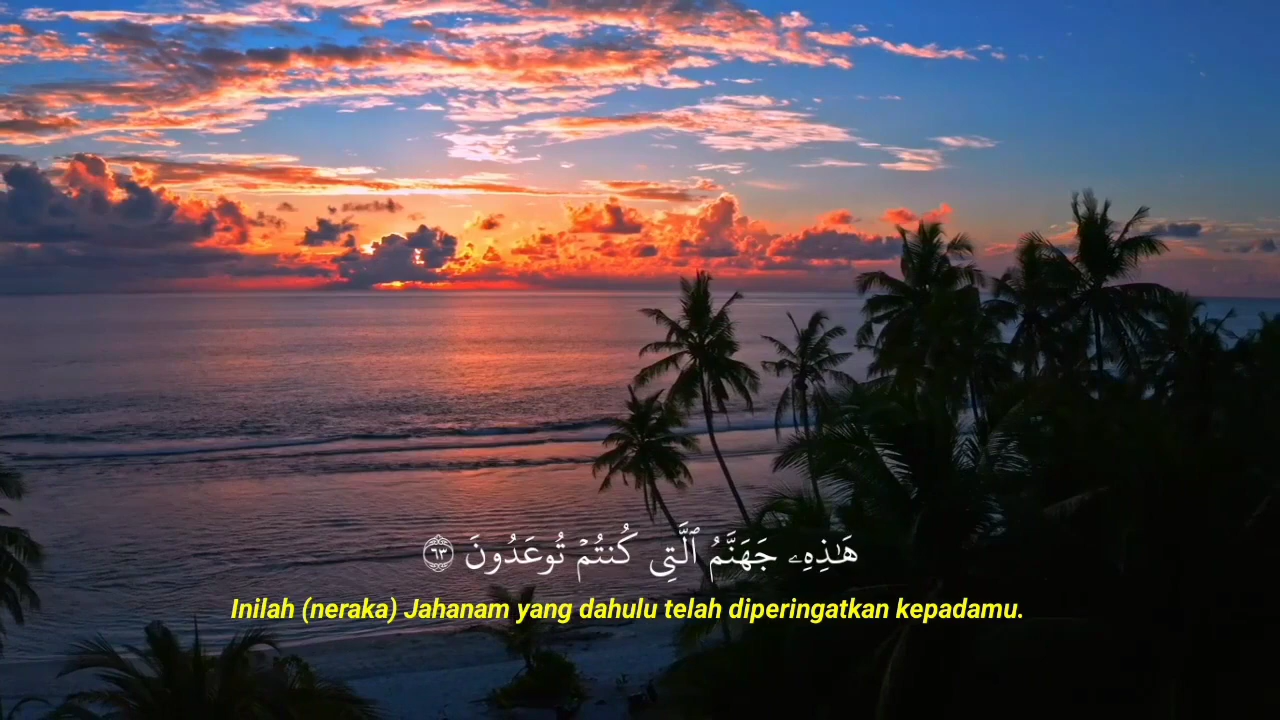 هَـٰذِهِۦ جَهَنَّمُ ٱلَّتِى كُنتُمْ تُوعَدُونَ ٦٣
Inilah (neraka) Jahanam yang dahulu telah diperingatkan kepadamu.